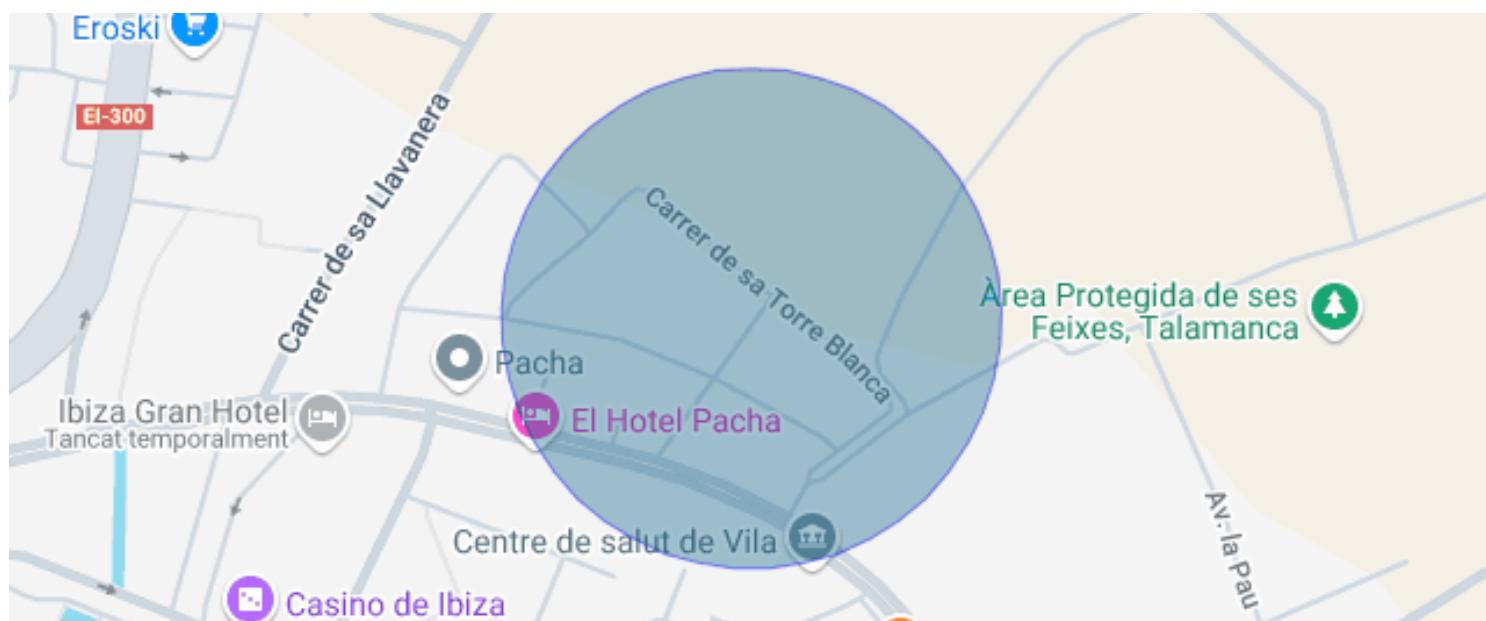 Eroski
EI-300
Carrer de sa Llavanera
Carrer de sa Torre Blanca
Àrea Protegida de ses
Feixes, Talamanca
Pacha
Ibiza Gran Hotel
Tancat temporalment
El Hotel Pacha
Centre de salut de Vila
Av. la Pau
Casino de Ibiza